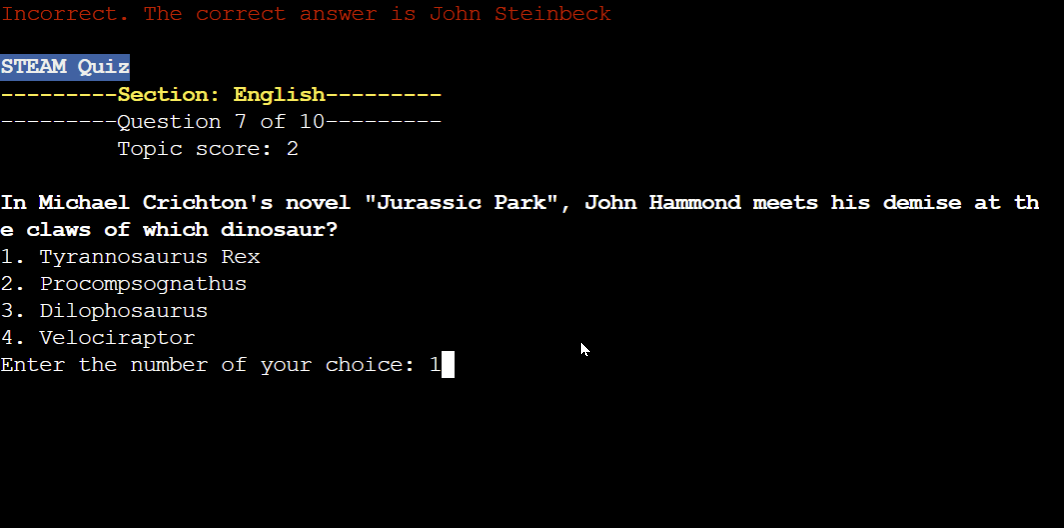 Incorrect. The correct answer is John Steinbeck
STEAM Quiz
---------Section: English---------
---------Question 7 of 10---------
Topic score: 2
In Michael Crichton's novel "Jurassic Park", John Hammond meets his demise at th
e claws of which dinosaur?
1. Tyrannosaurus Rex
2. Procompsognathus
3. Dilophosaurus
4. Velociraptor
Enter the number of your choice: 1